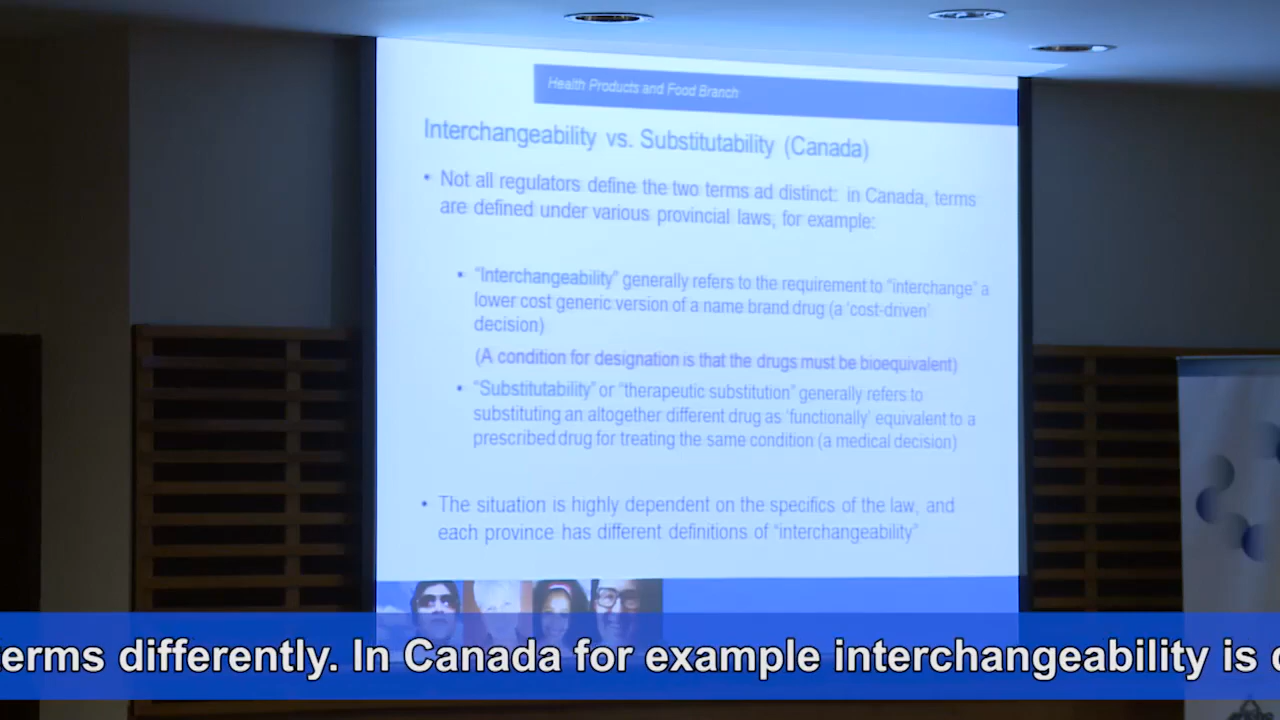 Health Products and Food Branch
Interchangeability vs. Substitutability (Canada)
• Not all regulators define the two terms ad distinct: in Canada, terms
are defined under various provincial laws, for example:
• "Interchangeability" generally refers to the requirement to "interchange" a
lower cost generic version of a name brand drug (a 'cost-driven'
decision)
(A condition for designation is that the drugs must be bioequivalent)
• "Substitutability" or "therapeutic substitution" generally refers to
substituting an altogether different drug as 'functionally' equivalent to a
prescribed drug for treating the same condition (a medical decision)
• The situation is highly dependent on the specifics of the law, and
each province has different definitions of "interchangeability"
erms differently. In Canada for example interchangeability is